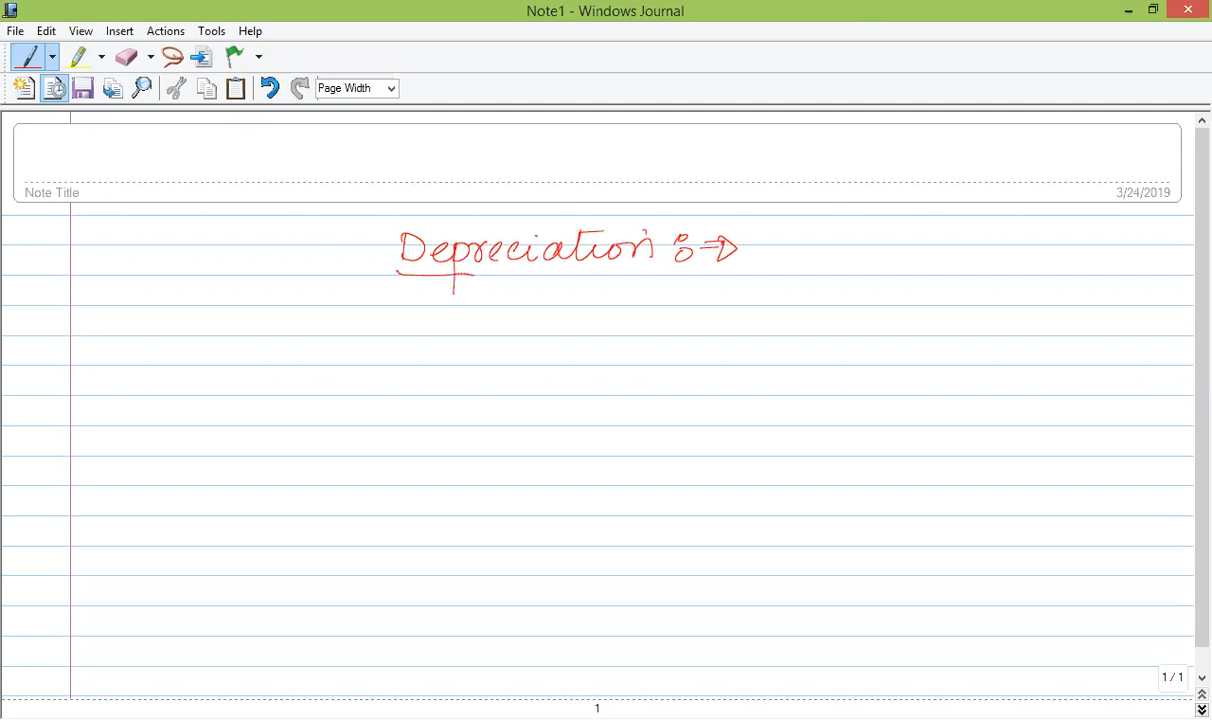 Note1 - Windows Journal
File Edit View Insert Actions Tools Help
Page Width
Note Title
3/24/2019
Depreciation :⇒
1 / 1
1